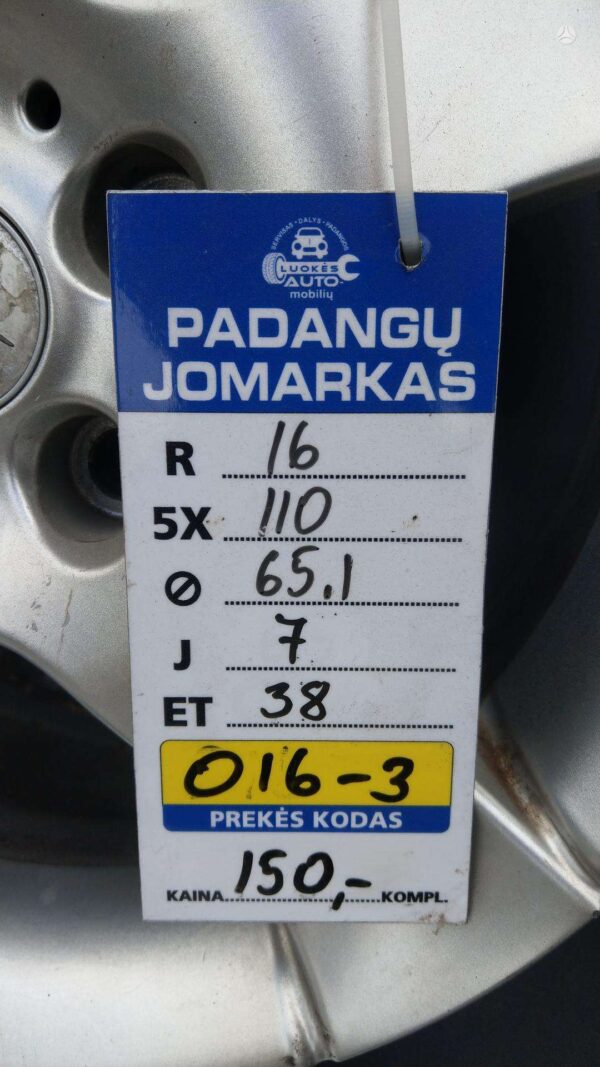 SERVISAS • DALYS • PADANGOS
LUOKĖS
AUTO
mobilių
PADANGŲ
JOMARKAS
R 16
5X 110
Ø 65.1
J 7
ET 38
016-3
PREKĖS KODAS
KAINA 150,- KOMPL.